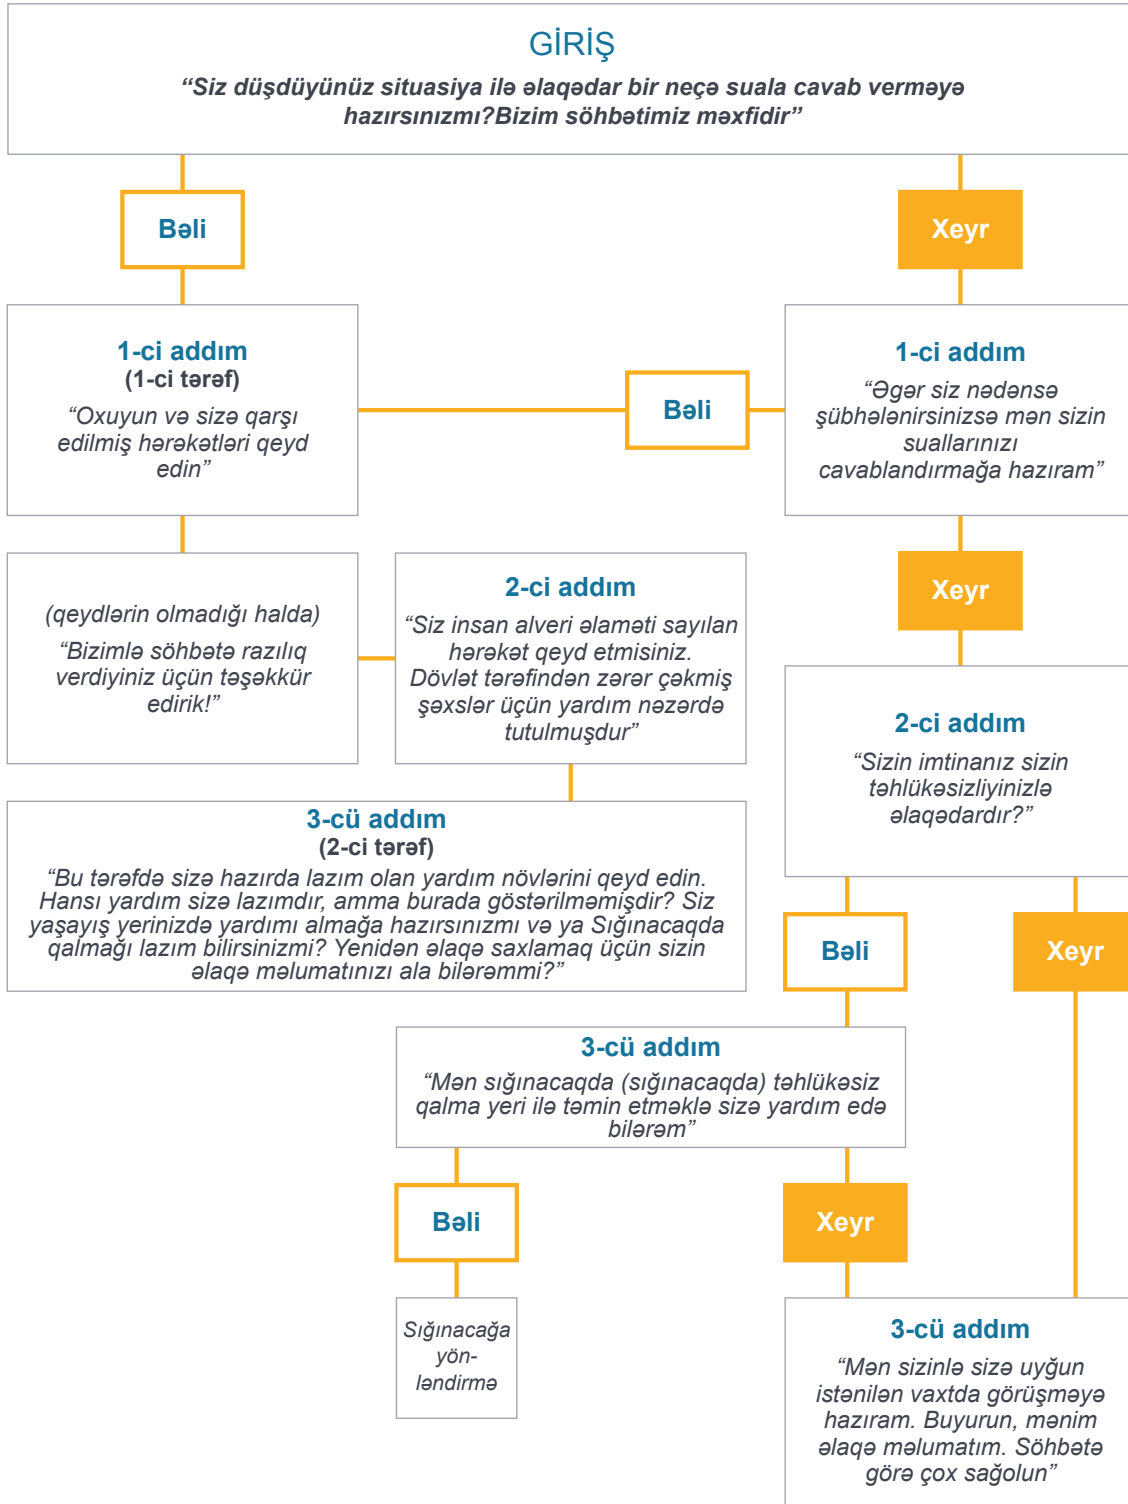 GİRİŞ
“Siz düşdüyünüz situasiya ilə əlaqədar bir neçə suala cavab verməyə
hazırsınızmı?Bizim söhbətimiz məxfidir”
Bəli
Xeyr
1-ci addım
(1-ci tərəf)
“Oxuyun və sizə qarşı
edilmiş hərəkətləri qeyd
edin”
Bəli
1-ci addım
“Əgər siz nədənsə
şübhələnirsinizsə mən sizin
suallarınızı
cavablandırmağa hazıram”
(qeydlərin olmadığı halda)
“Bizimlə söhbətə razılıq
verdiyiniz üçün təşəkkür
edirik!”
2-ci addım
“Siz insan alveri əlaməti sayılan
hərəkət qeyd etmisiniz.
Dövlət tərəfindən zərər çəkmiş
şəxslər üçün yardım nəzərdə
tutulmuşdur”
Xeyr
2-ci addım
“Sizin imtinanız sizin
təhlükəsizliyinizlə
əlaqədardır?”
3-cü addım
(2-ci tərəf)
“Bu tərəfdə sizə hazırda lazım olan yardım növlərini qeyd edin.
Hansı yardım sizə lazımdır, amma burada göstərilməmişdir? Siz
yaşayış yerinizdə yardımı almağa hazırsınızmı və ya Sığınacaqda
qalmağı lazım bilirsinizmi? Yenidən əlaqə saxlamaq üçün sizin
əlaqə məlumatınızı ala bilərəmmi?”
Bəli
Xeyr
3-cü addım
“Mən sığınacaqda (sığınacaqda) təhlükəsiz
qalma yeri ilə təmin etməklə sizə yardım edə
bilərəm”
Bəli
Xeyr
Sığınacağa
yön-
ləndirmə
3-cü addım
“Mən sizinlə sizə uyğun
istənilən vaxtda görüşməyə
hazıram. Buyurun, mənim
əlaqə məlumatım. Söhbətə
görə çox sağolun”